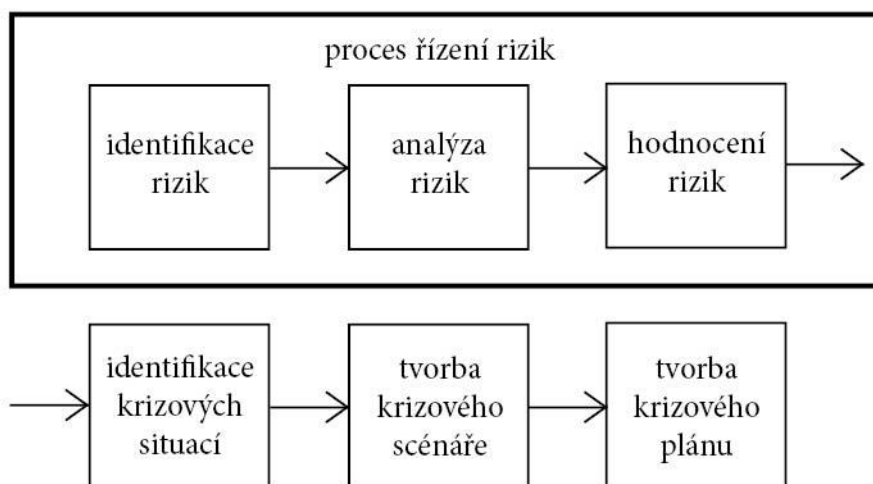 proces řízení rizik
identifikace
rizik
analýza
rizik
hodnocení
rizik
identifikace
krizových
situací
tvorba
krizového
scénáře
tvorba
krizového
plánu